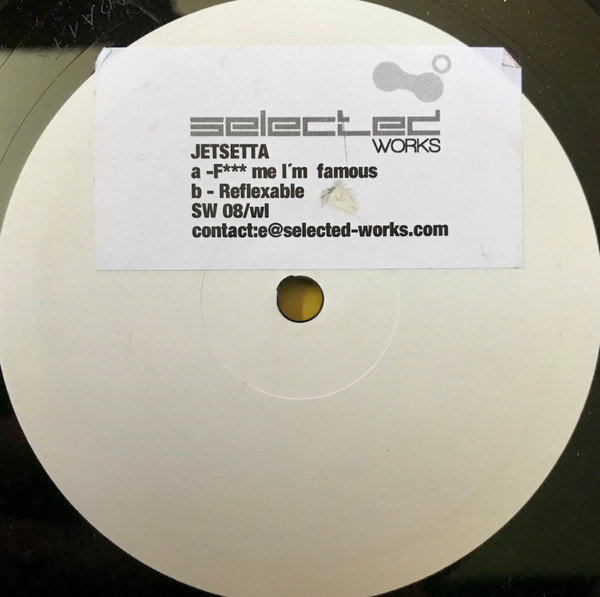 selected
WORKS
JETSETTA
a -F*** me I´m  famous
b - Reflexable
SW 08/wl
contact:e@selected-works.com